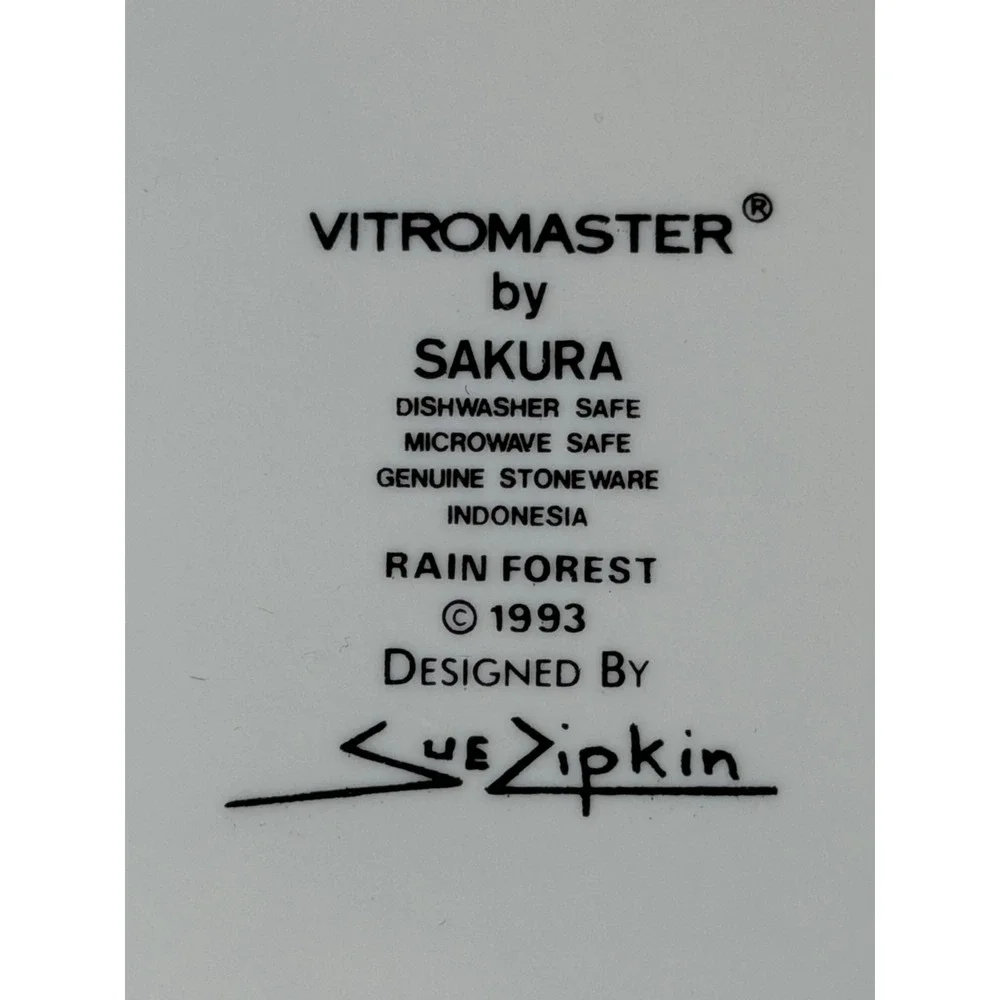 VITROMASTER®
by
SAKURA
DISHWASHER SAFE
MICROWAVE SAFE
GENUINE STONEWARE
INDONESIA
RAIN FOREST
© 1993
DESIGNED BY
SUE Zipkin